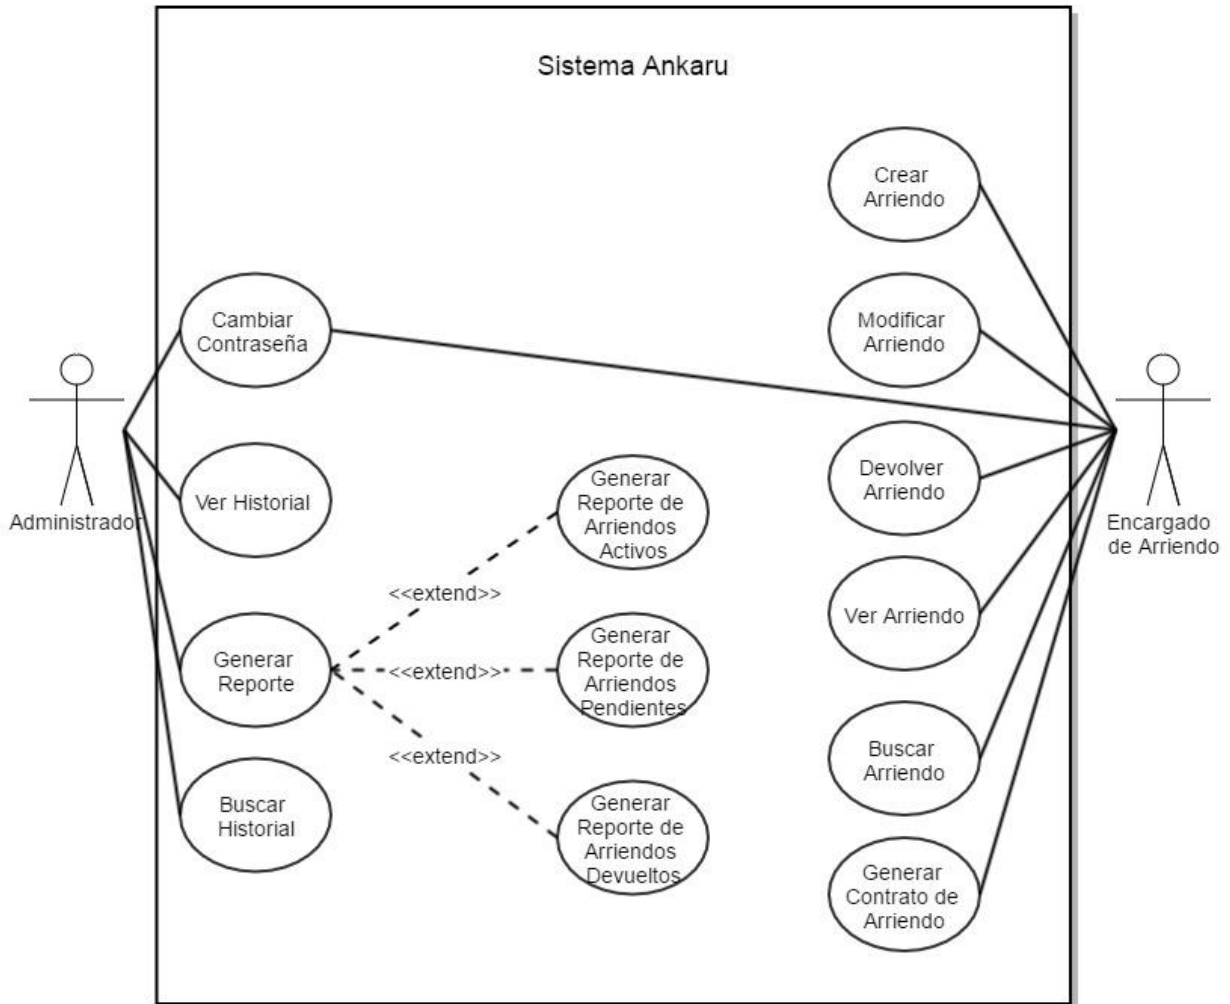 Sistema Ankaru
Crear
Arriendo
Cambiar
Contraseña
Modificar
Arriendo
Administrador
Ver Historial
Generar
Reporte de
Arriendos
Activos
Devolver
Arriendo
Encargado
de Arriendo
<<extend>>
Ver Arriendo
Generar
Reporte
<<extend>>
Generar
Reporte de
Arriendos
Pendientes
<<extend>>
Buscar
Arriendo
Buscar
Historial
Generar
Reporte de
Arriendos
Devueltos
Generar
Contrato de
Arriendo